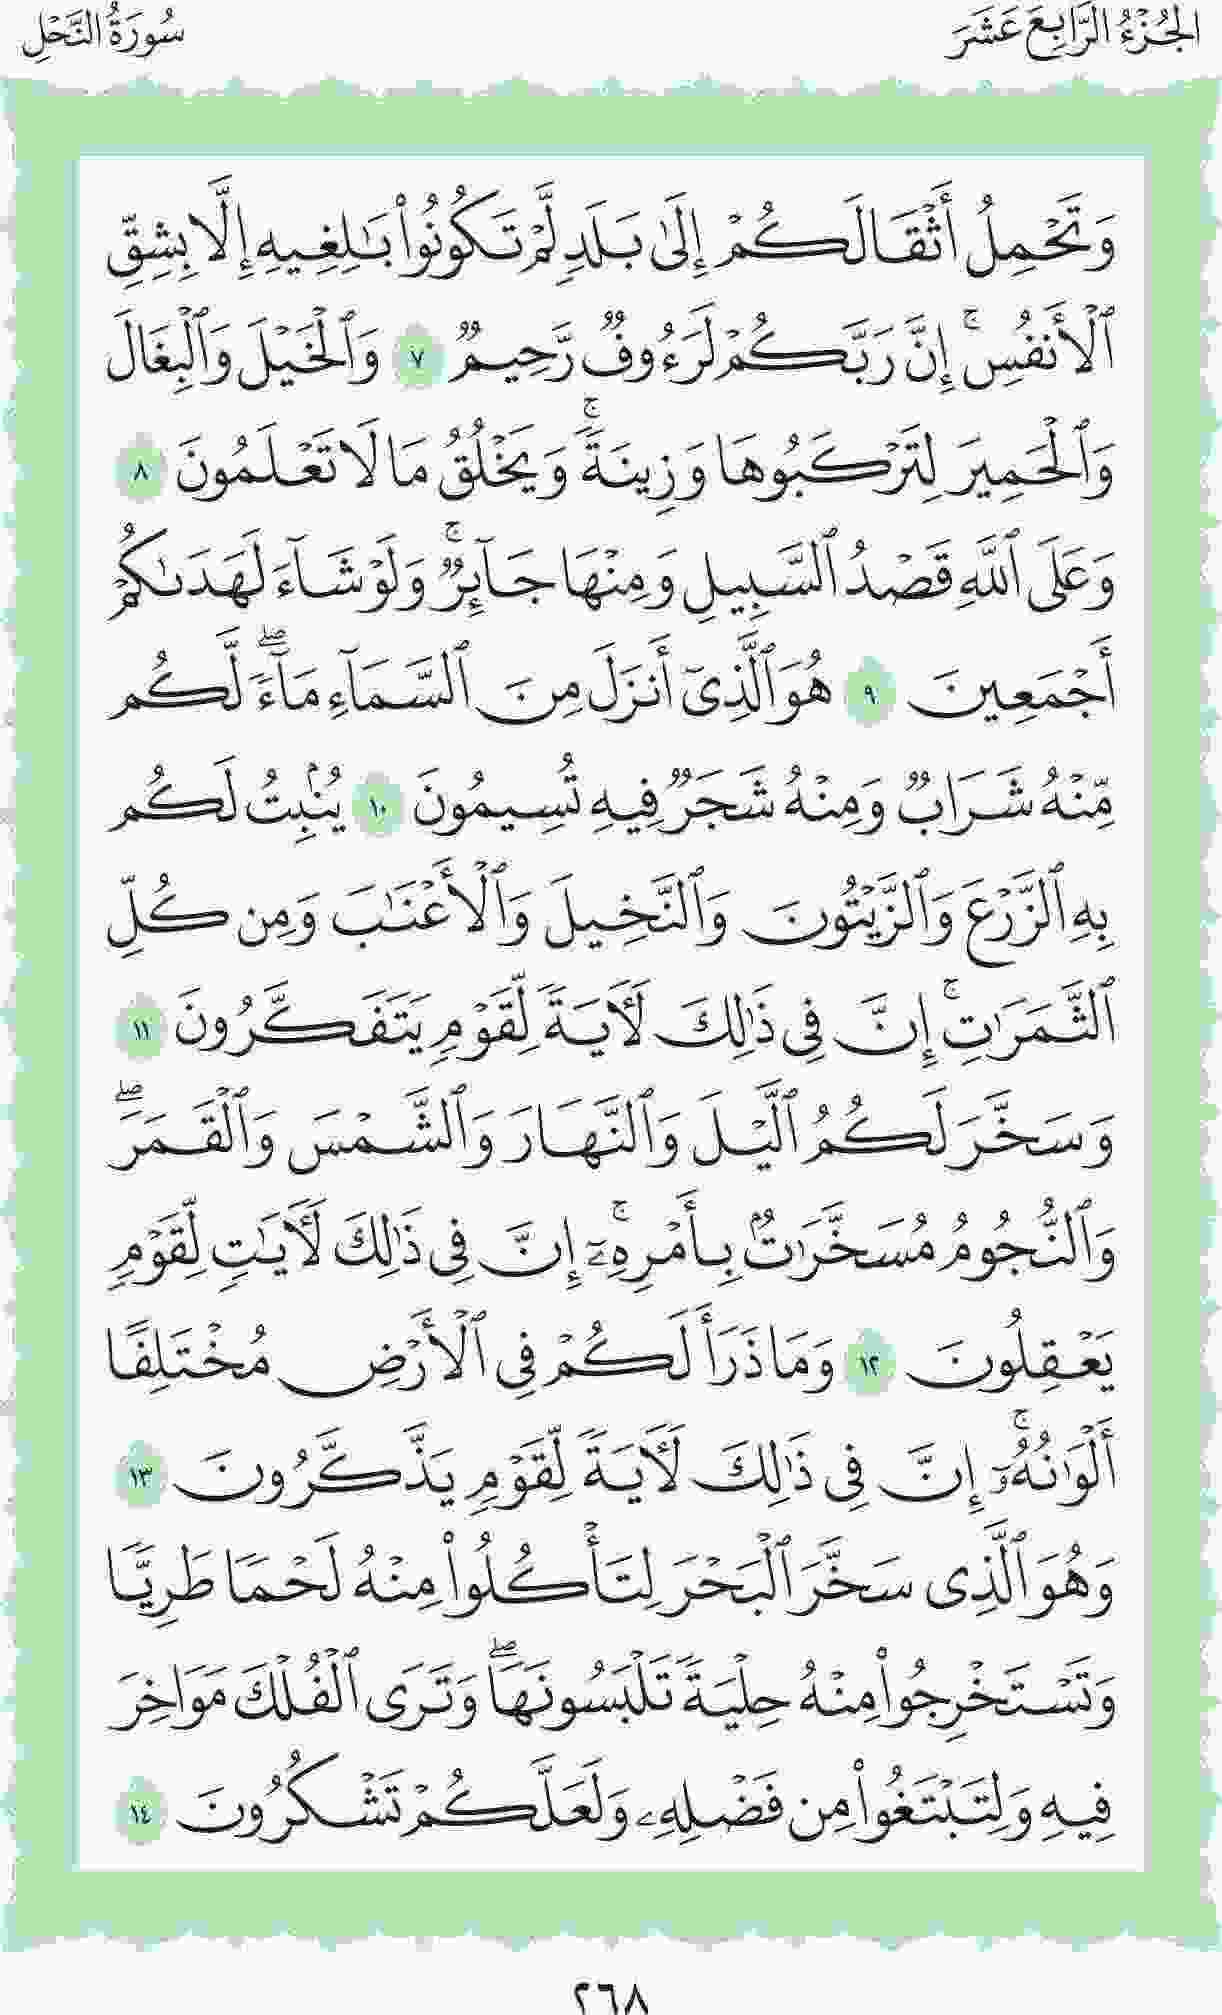 الجُزْءُ الرَّابِعَ عَشَرَ
سُورَةُ النَّحْلِ
وَتَحْمِلُ أَثْقَالَكُمْ إِلَىٰ بَلَدٍ لَّمْ تَكُونُوا۟ بَٰلِغِيهِ إِلَّا بِشِقِّ
ٱلْأَنفُسِ ۚ إِنَّ رَبَّكُمْ لَرَءُوفٌ رَّحِيمٌ ٧ وَٱلْخَيْلَ وَٱلْبِغَالَ
وَٱلْحَمِيرَ لِتَرْكَبُوهَا وَزِينَةً ۚ وَيَخْلُقُ مَا لَا تَعْلَمُونَ ٨
وَعَلَى ٱللَّهِ قَصْدُ ٱلسَّبِيلِ وَمِنْهَا جَآئِرٌ ۚ وَلَوْ شَآءَ لَهَدَىٰكُمْ
أَجْمَعِينَ ٩ هُوَ ٱلَّذِىٓ أَنزَلَ مِنَ ٱلسَّمَآءِ مَآءً ۖ لَّكُم
مِّنْهُ شَرَابٌ وَمِنْهُ شَجَرٌ فِيهِ تُسِيمُونَ ١٠ يُنۢبِتُ لَكُم
بِهِ ٱلزَّرْعَ وَٱلزَّيْتُونَ وَٱلنَّخِيلَ وَٱلْأَعْنَٰبَ وَمِن كُلِّ
ٱلثَّمَرَٰتِ ۚ إِنَّ فِى ذَٰلِكَ لَءَايَةً لِّقَوْمٍ يَتَفَكَّرُونَ ١١
وَسَخَّرَ لَكُمُ ٱلَّيْلَ وَٱلنَّهَارَ وَٱلشَّمْسَ وَٱلْقَمَرَ ۖ
وَٱلنُّجُومُ مُسَخَّرَٰتٌۢ بِأَمْرِهِۦٓ ۚ إِنَّ فِى ذَٰلِكَ لَءَايَٰتٍ لِّقَوْمٍ
يَعْقِلُونَ ١٢ وَمَا ذَرَأَ لَكُمْ فِى ٱلْأَرْضِ مُخْتَلِفًا
أَلْوَٰنُهُۥٓ ۚ إِنَّ فِى ذَٰلِكَ لَءَايَةً لِّقَوْمٍ يَذَّكَّرُونَ ١٣
وَهُوَ ٱلَّذِى سَخَّرَ ٱلْبَحْرَ لِتَأْكُلُوا۟ مِنْهُ لَحْمًا طَرِيًّا
وَتَسْتَخْرِجُوا۟ مِنْهُ حِلْيَةً تَلْبَسُونَهَا ۖ وَتَرَى ٱلْفُلْكَ مَوَاخِرَ
فِيهِ وَلِتَبْتَغُوا۟ مِن فَضْلِهِۦ وَلَعَلَّكُمْ تَشْكُرُونَ ١٤
٢٦٨